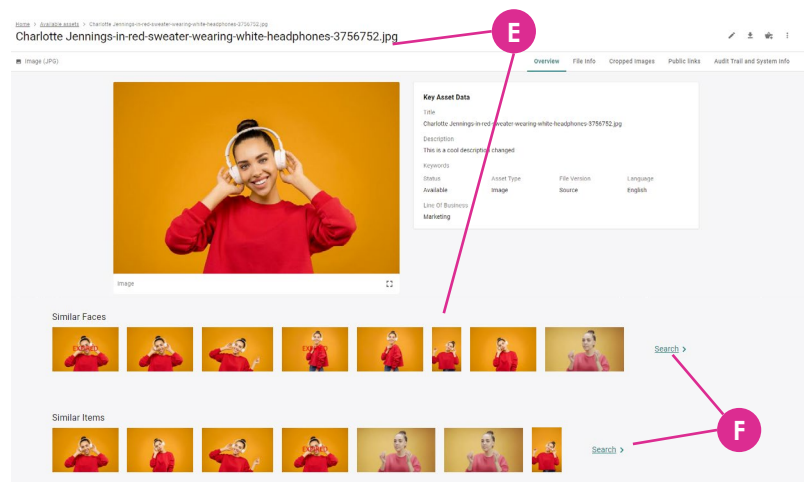 Home > Available assets > Charlotte Jennings-in-red-sweater-wearing-white-headphones-3756752.jpg
Charlotte Jennings-in-red-sweater-wearing-white-headphones-3756752.jpg
E
Image (JPG)
Overview File Info Cropped Images Public links Audit Trail and System Info
Key Asset Data
Title
Charlotte Jennings-in-red-sweater-wearing-white-headphones-3756752.jpg
Description
This is a cool description changed
Keywords
Status Asset Type File Version Language
Available Image Source English
Line Of Business
Marketing
Image
Similar Faces
EXPIRED EXPIRED
Search >
F
Similar Items
EXPIRED
Search >